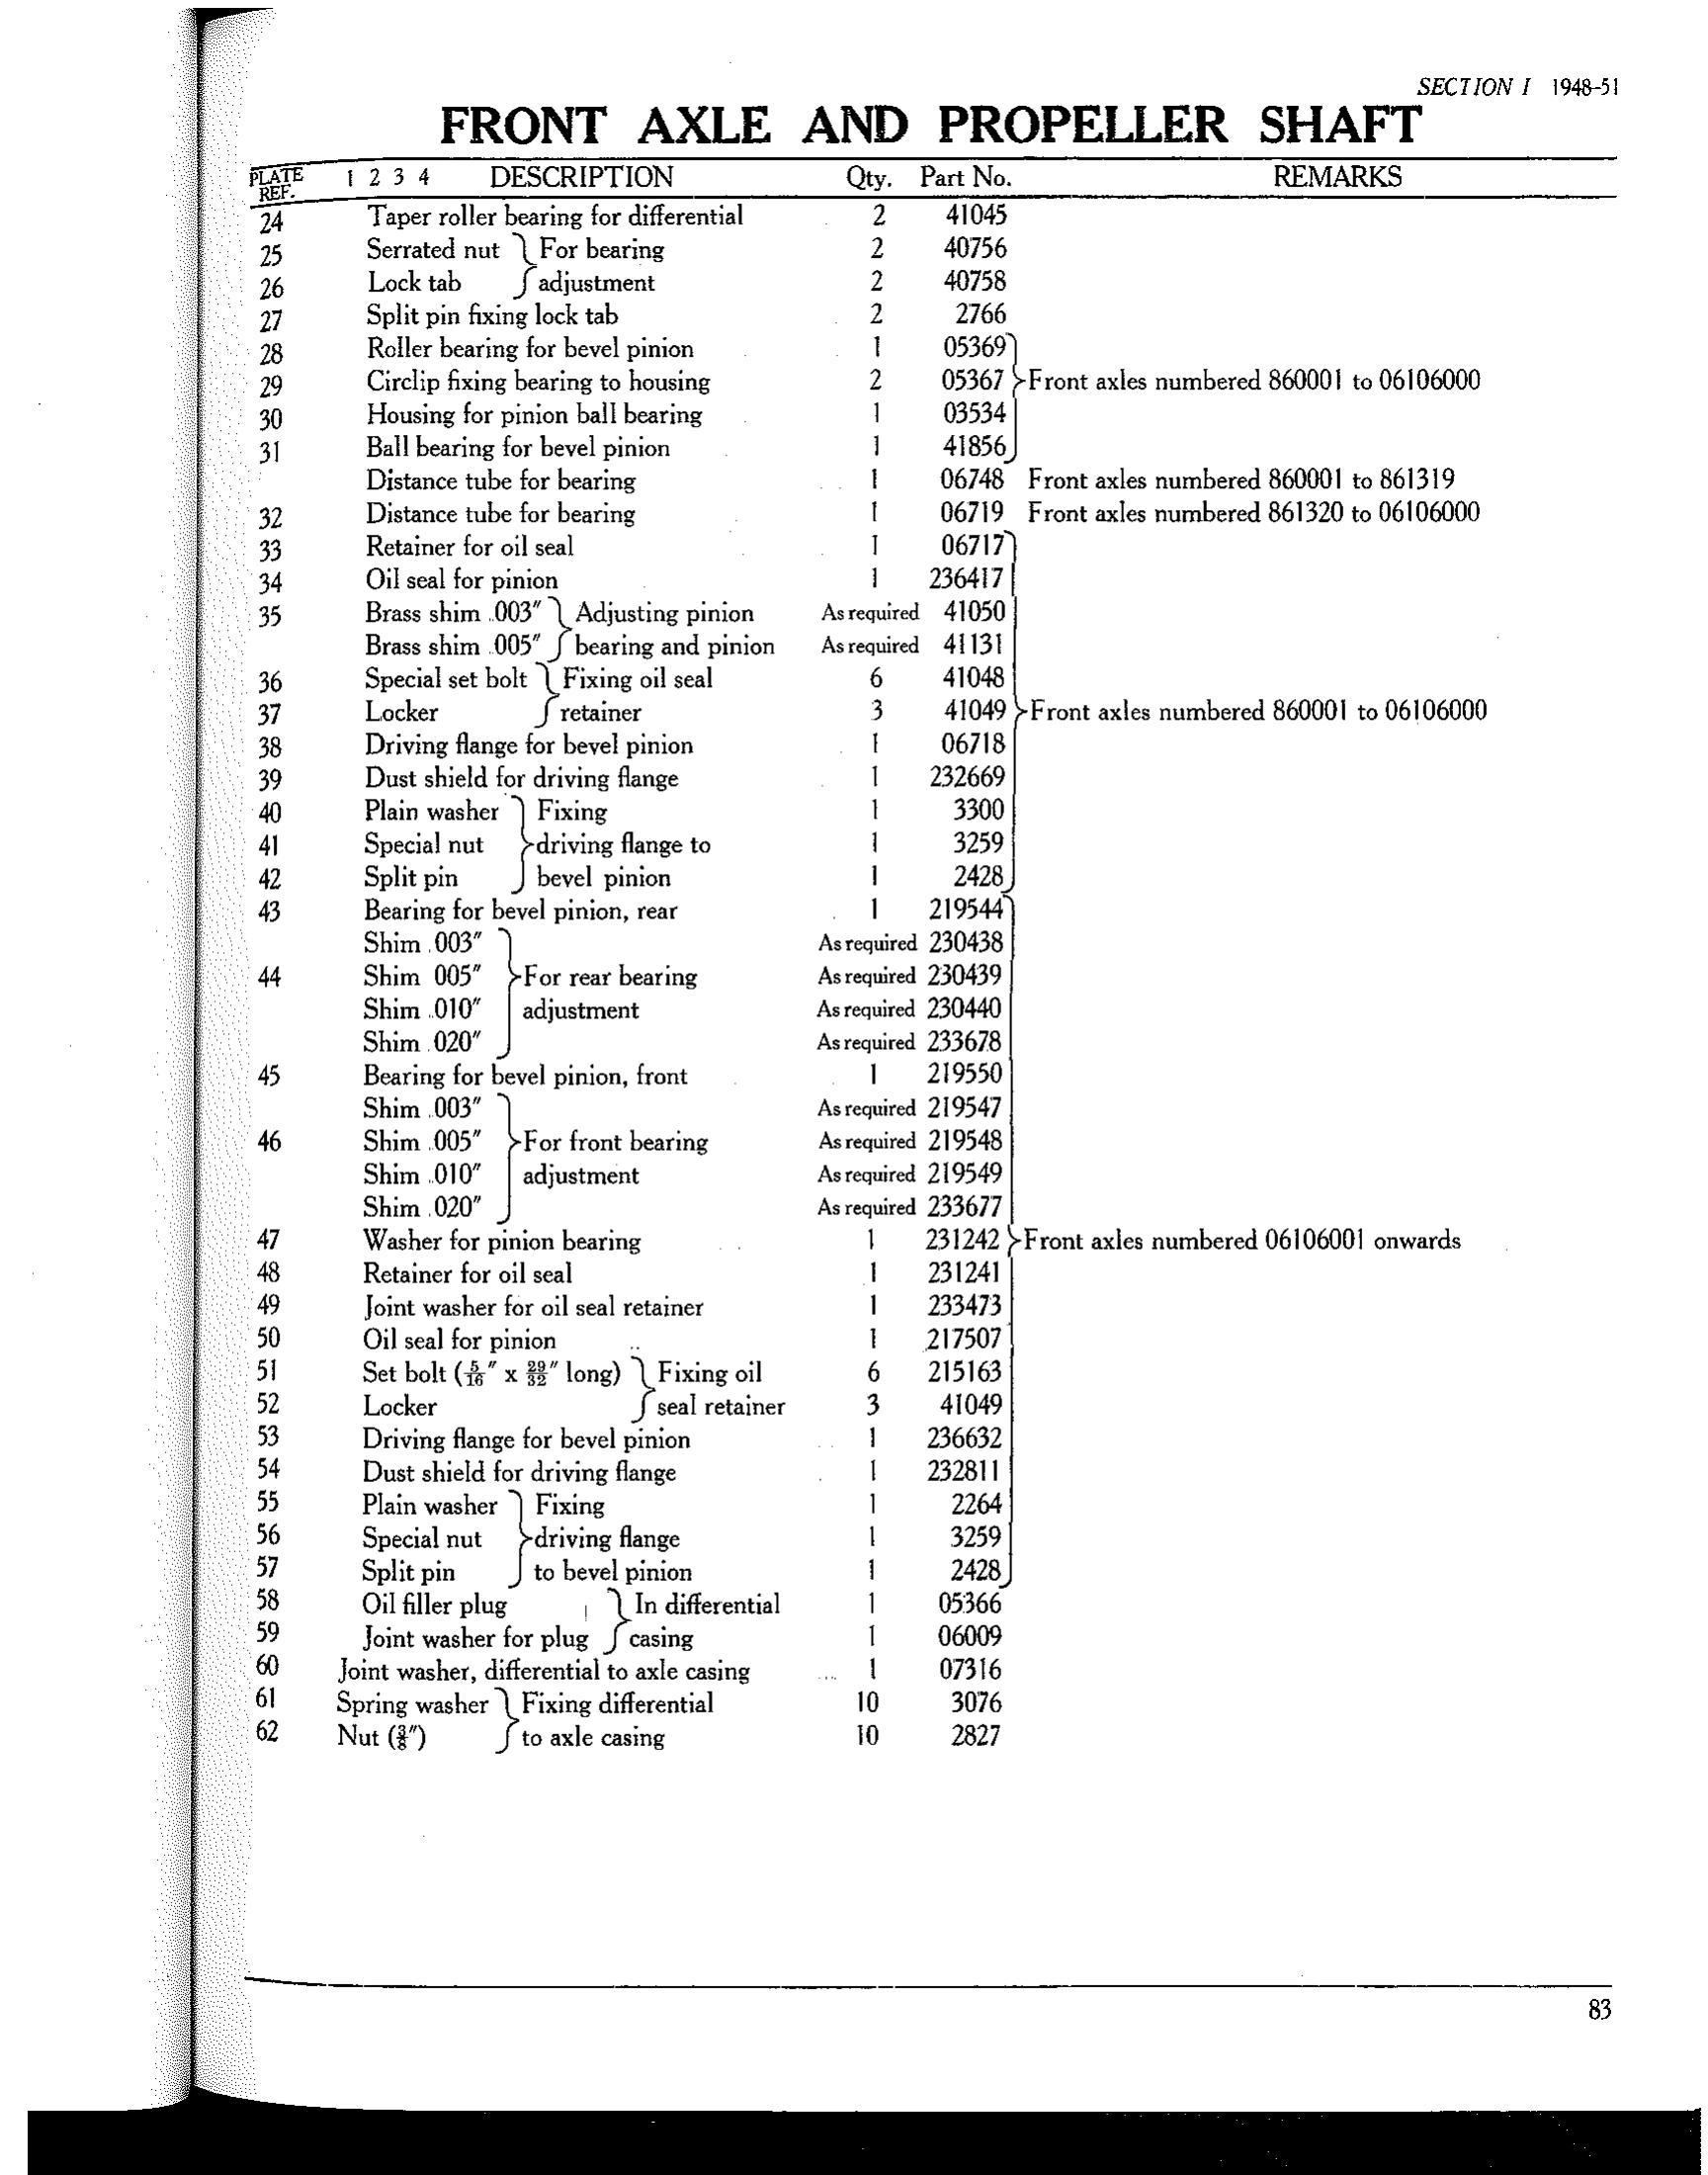 SECTION I 1948-51
FRONT AXLE AND PROPELLER SHAFT
PLATE REF. 1 2 3 4 DESCRIPTION Qty. Part No. REMARKS
24 Taper roller bearing for differential 2 41045
25 Serrated nut } For bearing 2 40756
26 Lock tab } adjustment 2 40758
27 Split pin fixing lock tab 2 2766
28 Roller bearing for bevel pinion 1 05369
29 Circlip fixing bearing to housing 2 05367 } Front axles numbered 860001 to 06106000
30 Housing for pinion ball bearing 1 03534
31 Ball bearing for bevel pinion 1 41856
Distance tube for bearing 1 06748 Front axles numbered 860001 to 861319
32 Distance tube for bearing 1 06719 Front axles numbered 861320 to 06106000
33 Retainer for oil seal 1 06717
34 Oil seal for pinion 1 236417
35 Brass shim .003″ } Adjusting pinion As required 41050
Brass shim .005″ } bearing and pinion As required 41131
36 Special set bolt } Fixing oil seal 6 41048
37 Locker } retainer 3 41049 } Front axles numbered 860001 to 06106000
38 Driving flange for bevel pinion 1 06718
39 Dust shield for driving flange 1 232669
40 Plain washer } Fixing 1 3300
41 Special nut } driving flange to 1 3259
42 Split pin } bevel pinion 1 2428
43 Bearing for bevel pinion, rear 1 219544
Shim .003″ As required 230438
44 Shim 005″ } For rear bearing As required 230439
Shim .010″ adjustment As required 230440
Shim .020″ As required 233678
45 Bearing for bevel pinion, front 1 219550
Shim .003″ As required 219547
46 Shim .005″ } For front bearing As required 219548
Shim .010″ adjustment As required 219549
Shim .020″ As required 233677
47 Washer for pinion bearing 1 231242 } Front axles numbered 06106001 onwards
48 Retainer for oil seal 1 231241
49 Joint washer for oil seal retainer 1 233473
50 Oil seal for pinion 1 217507
51 Set bolt (5/16″ x 29/32″ long) } Fixing oil 6 215163
52 Locker } seal retainer 3 41049
53 Driving flange for bevel pinion 1 236632
54 Dust shield for driving flange 1 232811
55 Plain washer } Fixing 1 2264
56 Special nut } driving flange 1 3259
57 Split pin } to bevel pinion 1 2428
58 Oil filler plug } In differential 1 05366
59 Joint washer for plug } casing 1 06009
60 Joint washer, differential to axle casing 1 07316
61 Spring washer } Fixing differential 10 3076
62 Nut (3/8″) } to axle casing 10 2827
83